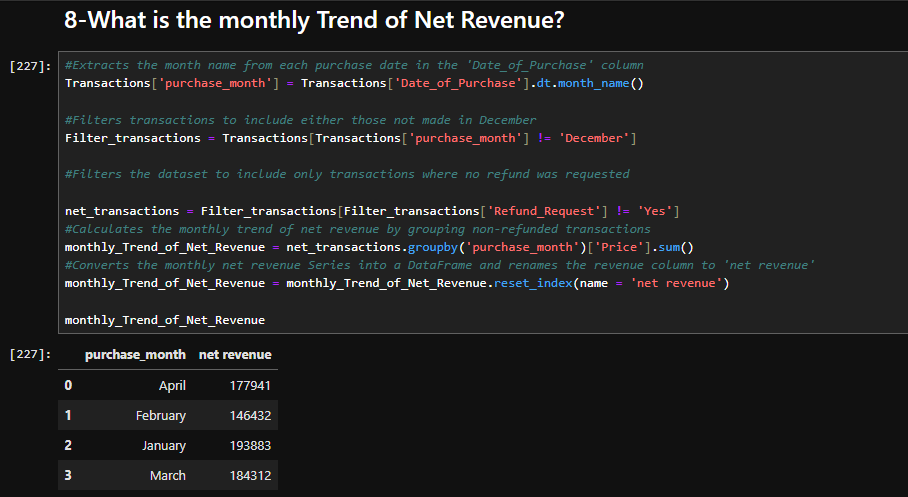 8-What is the monthly Trend of Net Revenue?
[227]:
#Extracts the month name from each purchase date in the 'Date_of_Purchase' column
Transactions['purchase_month'] = Transactions['Date_of_Purchase'].dt.month_name()
#Filters transactions to include either those not made in December
Filter_transactions = Transactions[Transactions['purchase_month'] != 'December']
#Filters the dataset to include only transactions where no refund was requested
net_transactions = Filter_transactions[Filter_transactions['Refund_Request'] != 'Yes']
#Calculates the monthly trend of net revenue by grouping non-refunded transactions
monthly_Trend_of_Net_Revenue = net_transactions.groupby('purchase_month')['Price'].sum()
#Converts the monthly net revenue Series into a DataFrame and renames the revenue column to 'net revenue'
monthly_Trend_of_Net_Revenue = monthly_Trend_of_Net_Revenue.reset_index(name = 'net revenue')
monthly_Trend_of_Net_Revenue
[227]:
purchase_month net revenue
0 April 177941
1 February 146432
2 January 193883
3 March 184312